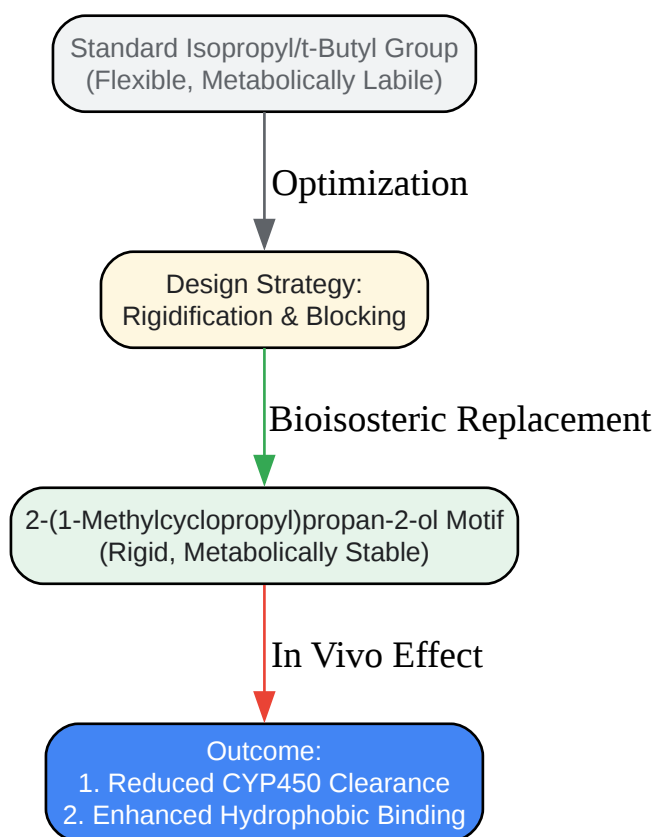 Standard Isopropyl/t-Butyl Group
(Flexible, Metabolically Labile)
Optimization
Design Strategy:
Rigidification & Blocking
Bioisosteric Replacement
2-(1-Methylcyclopropyl)propan-2-ol Motif
(Rigid, Metabolically Stable)
In Vivo Effect
Outcome:
1. Reduced CYP450 Clearance
2. Enhanced Hydrophobic Binding